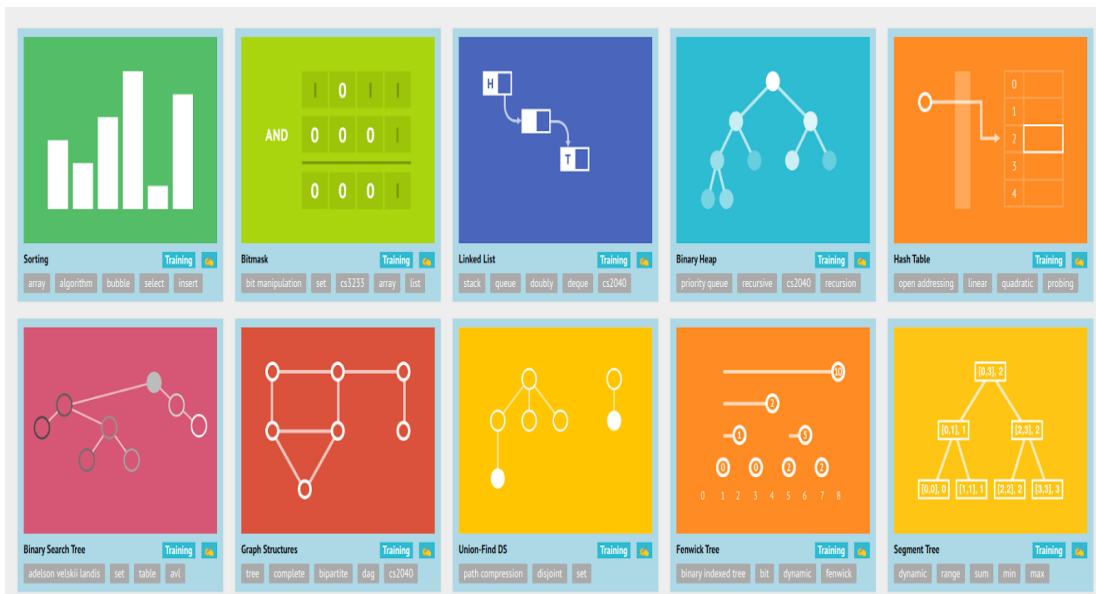 I 0 I I
AND 0 0 0 I
0 0 0 I
H
T
0
1
2
3
4
Sorting Training
array algorithm bubble select insert
Bitmask Training
bit manipulation set cs3233 array list
Linked List Training
stack queue doubly deque cs2040
Binary Heap Training
priority queue recursive cs2040 recursion
Hash Table Training
open addressing linear quadratic probing
10
2
1 5
0 0 2 2
0 1 2 3 4 5 6 7 8
[0,3], 2
[0,1], 1 [2,3], 2
[0,0], 0 [1,1], 1 [2,2], 2 [3,3], 3
Binary Search Tree Training
adelson velskii landis set table avl
Graph Structures Training
tree complete bipartite dag cs2040
Union-Find DS Training
path compression disjoint set
Fenwick Tree Training
binary indexed tree bit dynamic fenwick
Segment Tree Training
dynamic range sum min max